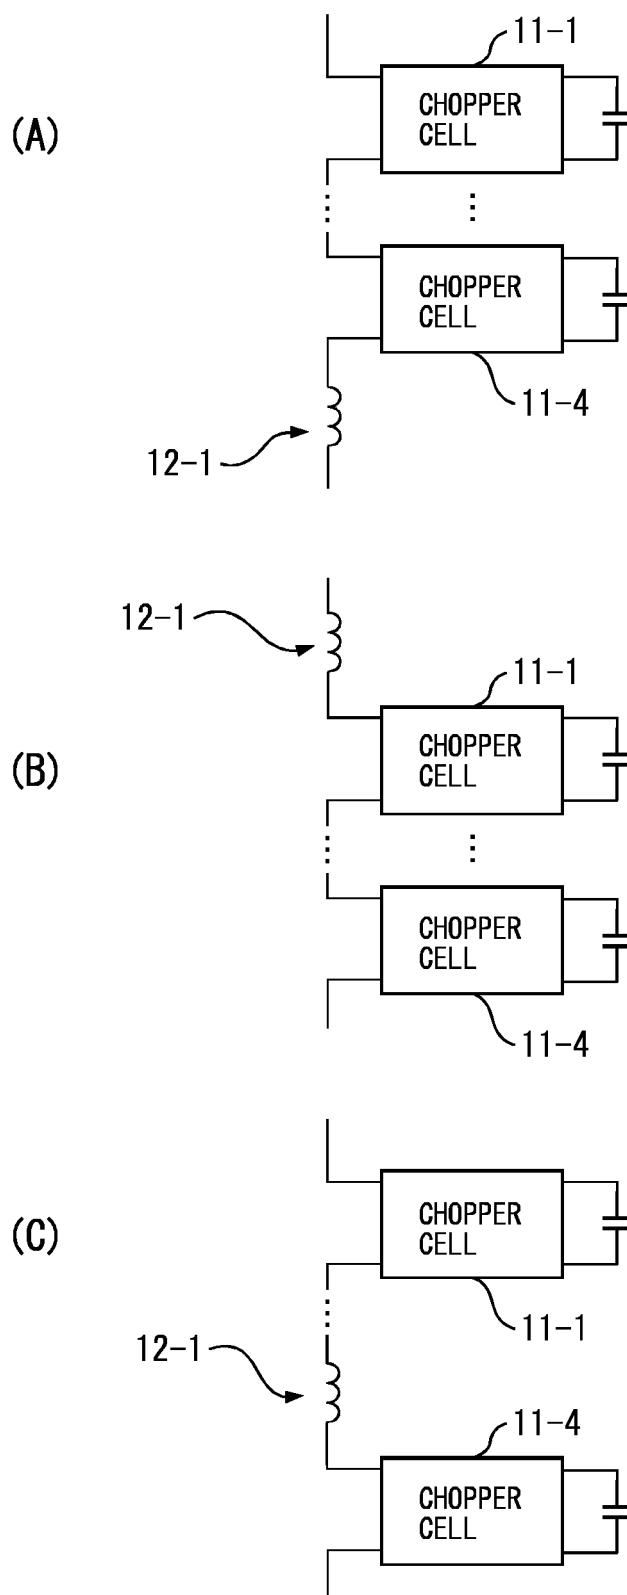 11-1
(A)
CHOPPER
CELL
CHOPPER
CELL
11-4
12-1
12-1
11-1
(B)
CHOPPER
CELL
CHOPPER
CELL
11-4
(C)
CHOPPER
CELL
11-1
12-1
11-4
CHOPPER
CELL